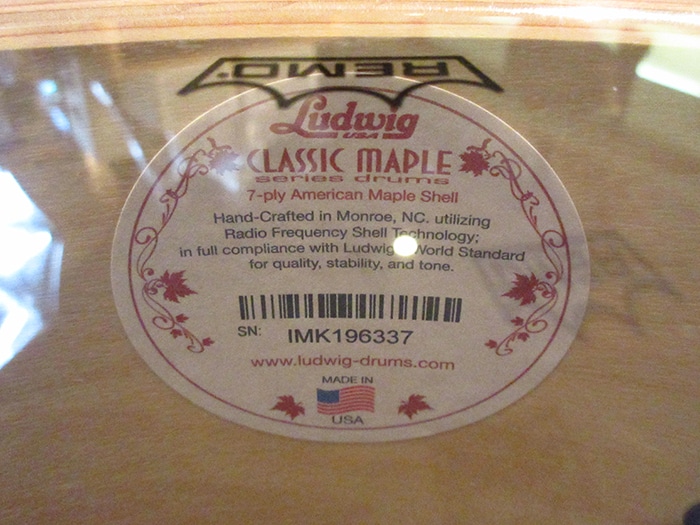 REMO
Ludwig
USA
CLASSIC MAPLE
series drums
7-ply American Maple Shell
Hand-Crafted in Monroe, NC. utilizing
Radio Frequency Shell Technology;
in full compliance with Ludwig World Standard
for quality, stability, and tone.
SN: IMK196337
www.ludwig-drums.com
MADE IN
USA